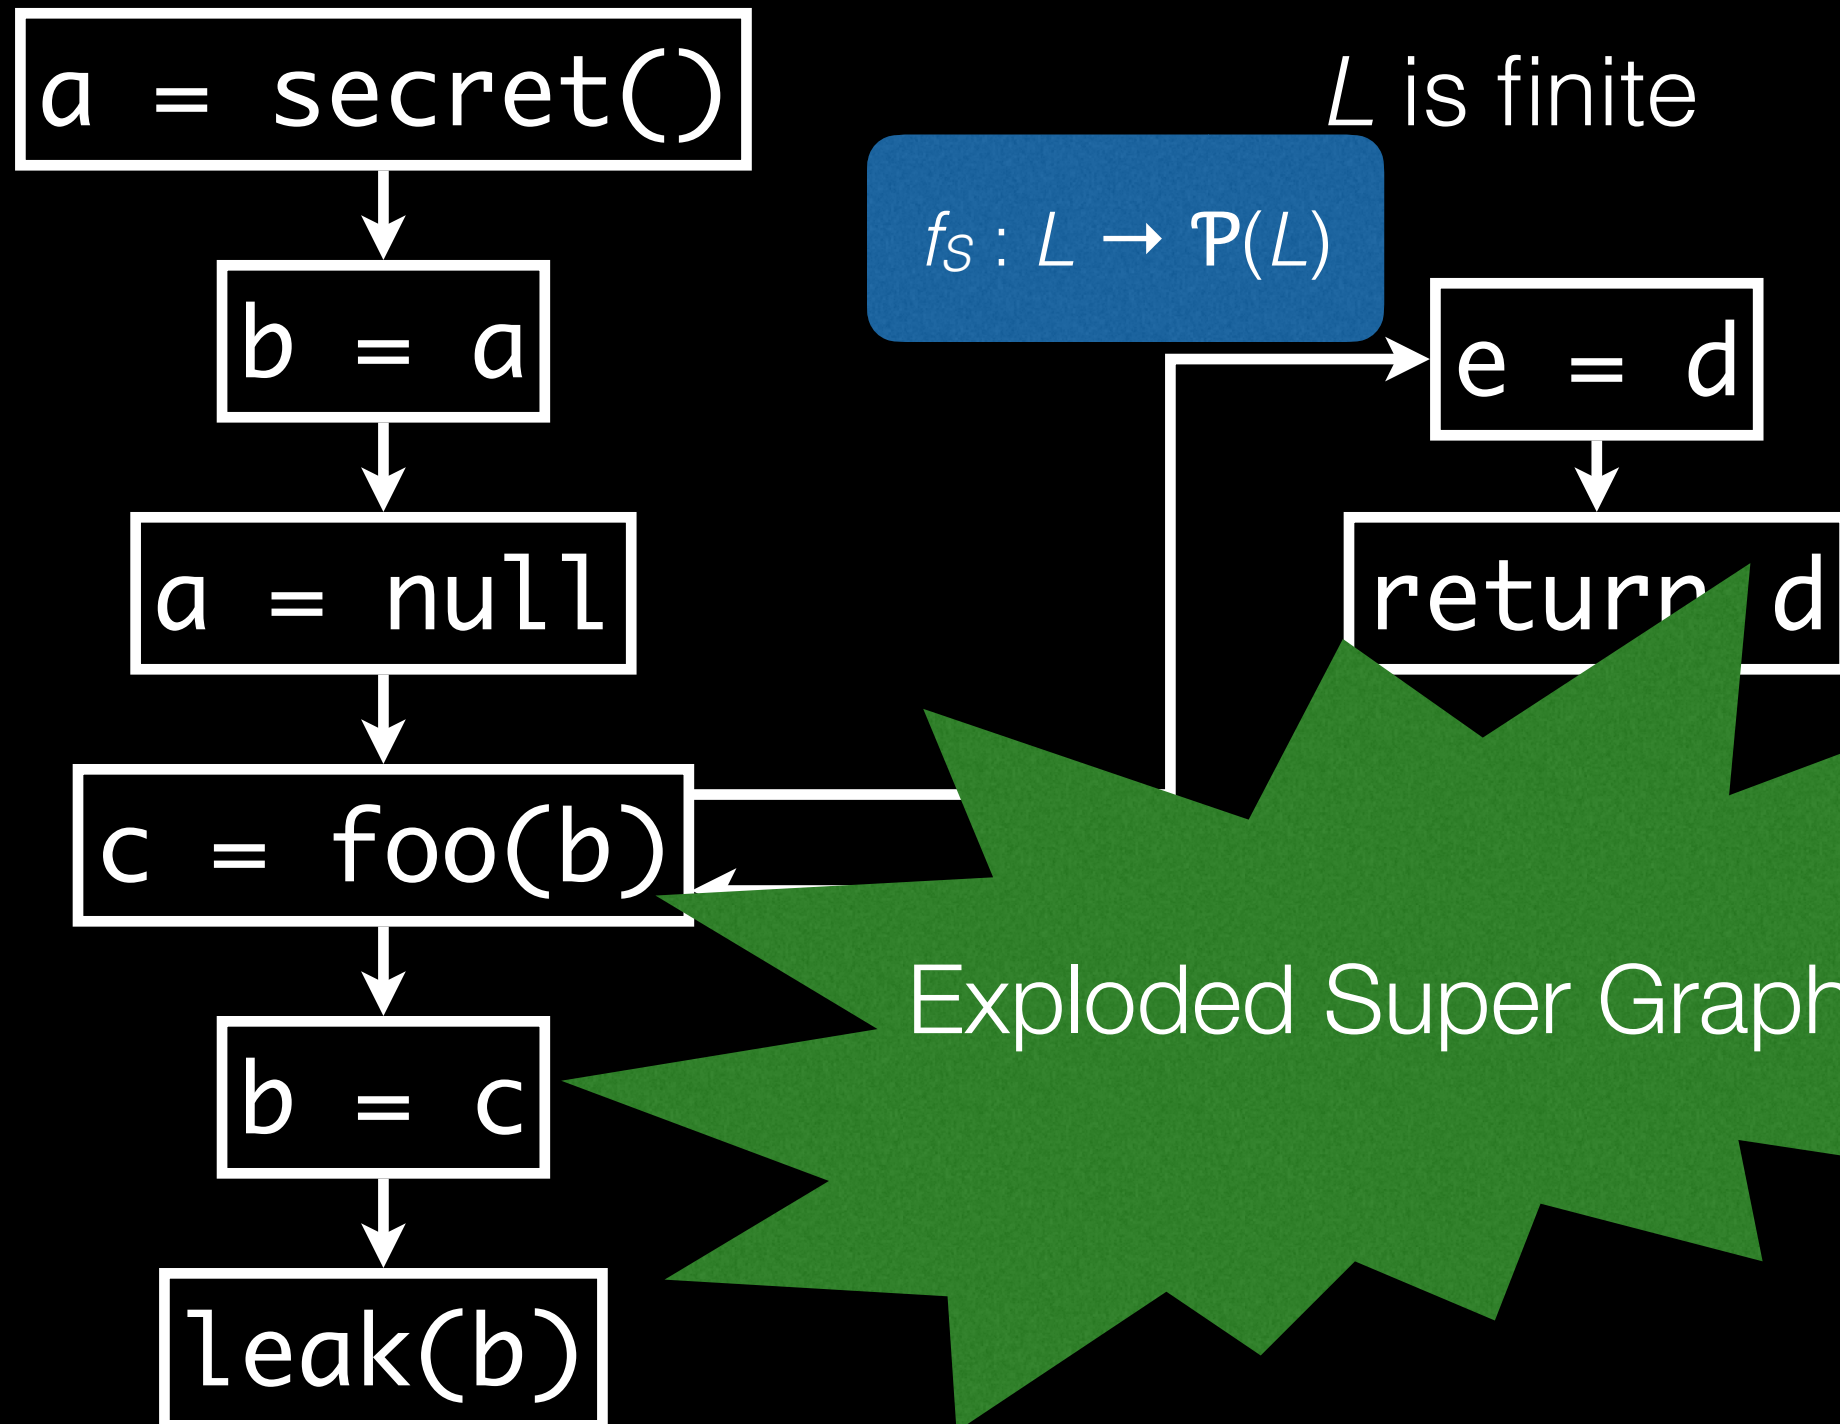 a = secret()
b = a
a = null
c = foo(b)
b = c
leak(b)
L is finite
fS : L → 𝒫(L)
e = d
return d
Exploded Super Graph